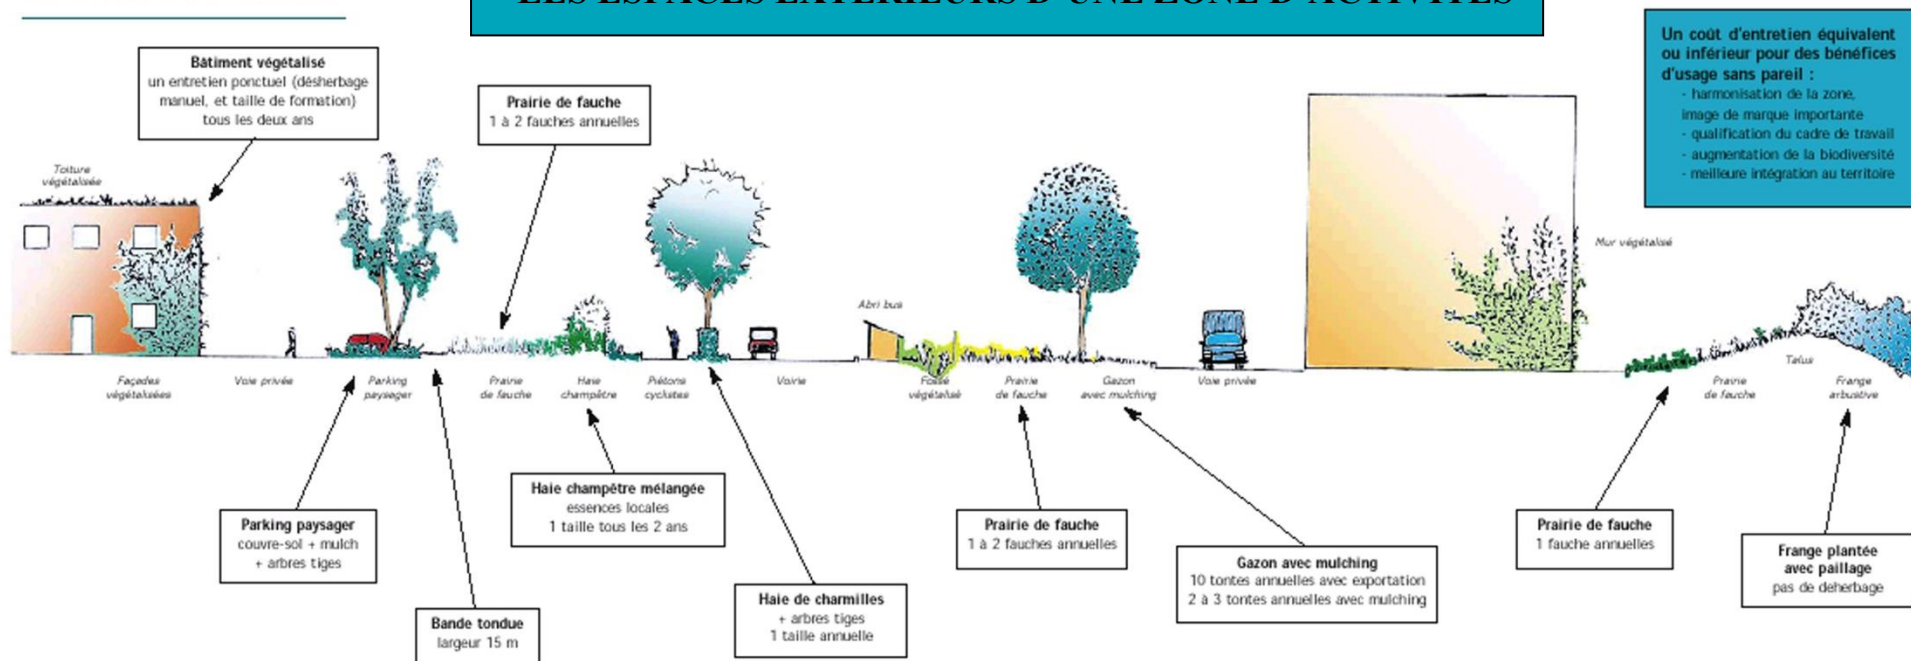 LES ESPACES EXTERIEURS D'UNE ZONE D'ACTIVITES
Un coût d'entretien équivalent
ou inférieur pour des bénéfices
d'usage sans pareil :
- harmonisation de la zone,
image de marque importante
- qualification du cadre de travail
- augmentation de la biodiversité
- meilleure intégration au territoire
Bâtiment végétalisé
un entretien ponctuel (désherbage
manuel, et taille de formation)
tous les deux ans
Prairie de fauche
1 à 2 fauches annuelles
Toiture
végétalisée
Abri bus
Mur végétalisé
Façades
végétalisées
Voie privée
Parking
paysager
Prairie
de fauche
Haie
champêtre
Piétons
cyclistes
Voirie
Fossé
végétalisé
Prairie
de fauche
Gazon
avec mulching
Voie privée
Prairie
de fauche
Talus
Frange
arbustive
Parking paysager
couvre-sol + mulch
+ arbres tiges
Bande tondue
largeur 15 m
Haie champêtre mélangée
essences locales
1 taille tous les 2 ans
Haie de charmilles
+ arbres tiges
1 taille annuelle
Prairie de fauche
1 à 2 fauches annuelles
Gazon avec mulching
10 tontes annuelles avec exportation
2 à 3 tontes annuelles avec mulching
Prairie de fauche
1 fauche annuelles
Frange plantée
avec paillage
pas de deherbage